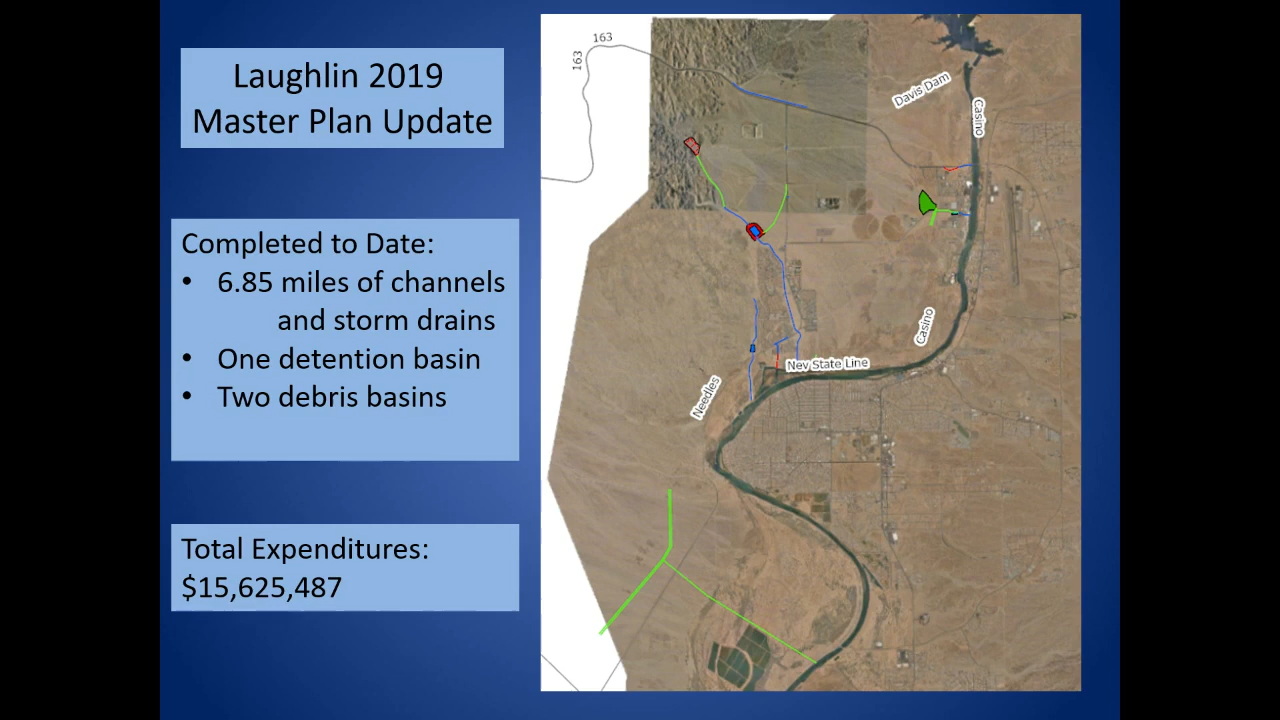 Laughlin 2019
Master Plan Update
Completed to Date:
• 6.85 miles of channels
and storm drains
• One detention basin
• Two debris basins
Total Expenditures:
$15,625,487
163
163
Davis Dam
Casino
Casino
Nev State Line
Needles